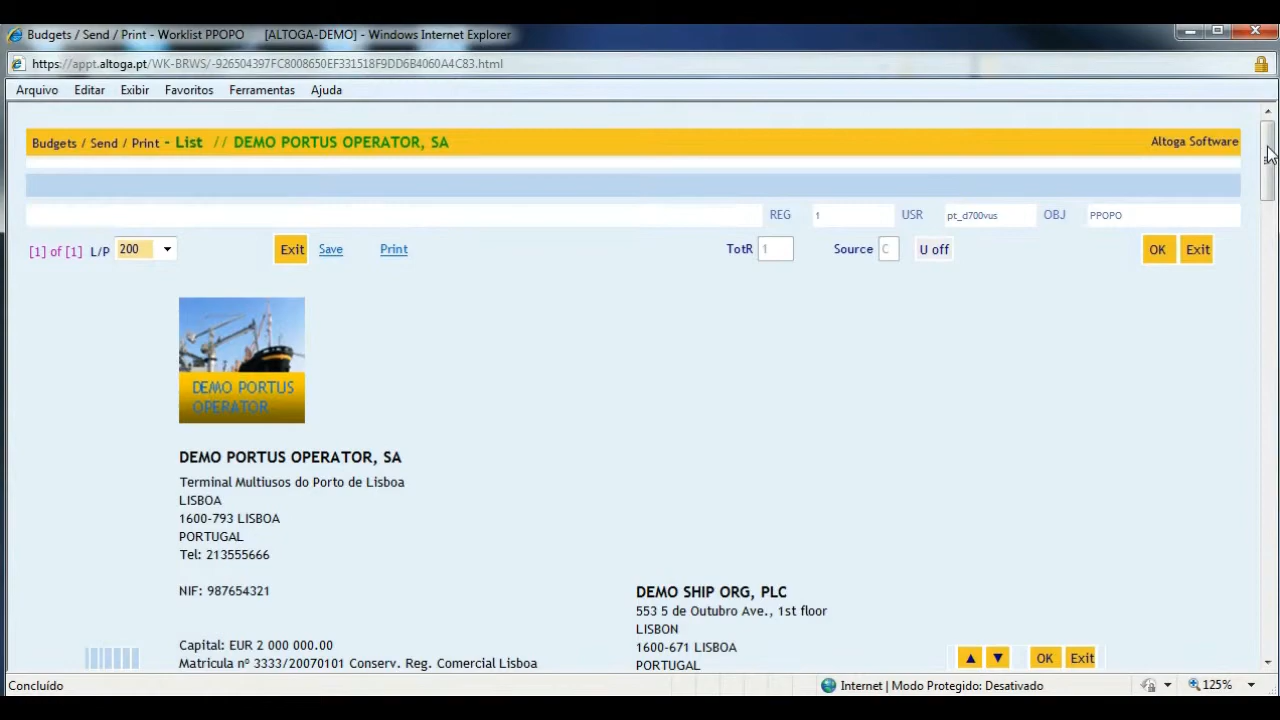 Budgets / Send / Print - Worklist PPOPO [ALTOGA-DEMO] - Windows Internet Explorer
https://appt.altoga.pt/WK-BRWS/-926504397FC8008650EF331518F9DD6B4060A4C83.html
Arquivo Editar Exibir Favoritos Ferramentas Ajuda
Budgets / Send / Print - List // DEMO PORTUS OPERATOR, SA Altoga Software
REG 1 USR pt_d700vus OBJ PPOPO
[1] of [1] L/P 200 Exit Save Print TotR 1 Source C U off OK Exit
DEMO PORTUS
OPERATOR
DEMO PORTUS OPERATOR, SA
Terminal Multiusos do Porto de Lisboa
LISBOA
1600-793 LISBOA
PORTUGAL
Tel: 213555666
NIF: 987654321
DEMO SHIP ORG, PLC
553 5 de Outubro Ave., 1st floor
LISBON
1600-671 LISBOA
PORTUGAL
Capital: EUR 2 000 000.00
Matricula nº 3333/20070101 Conserv. Reg. Comercial Lisboa
OK Exit
Concluído Internet | Modo Protegido: Desativado 125%